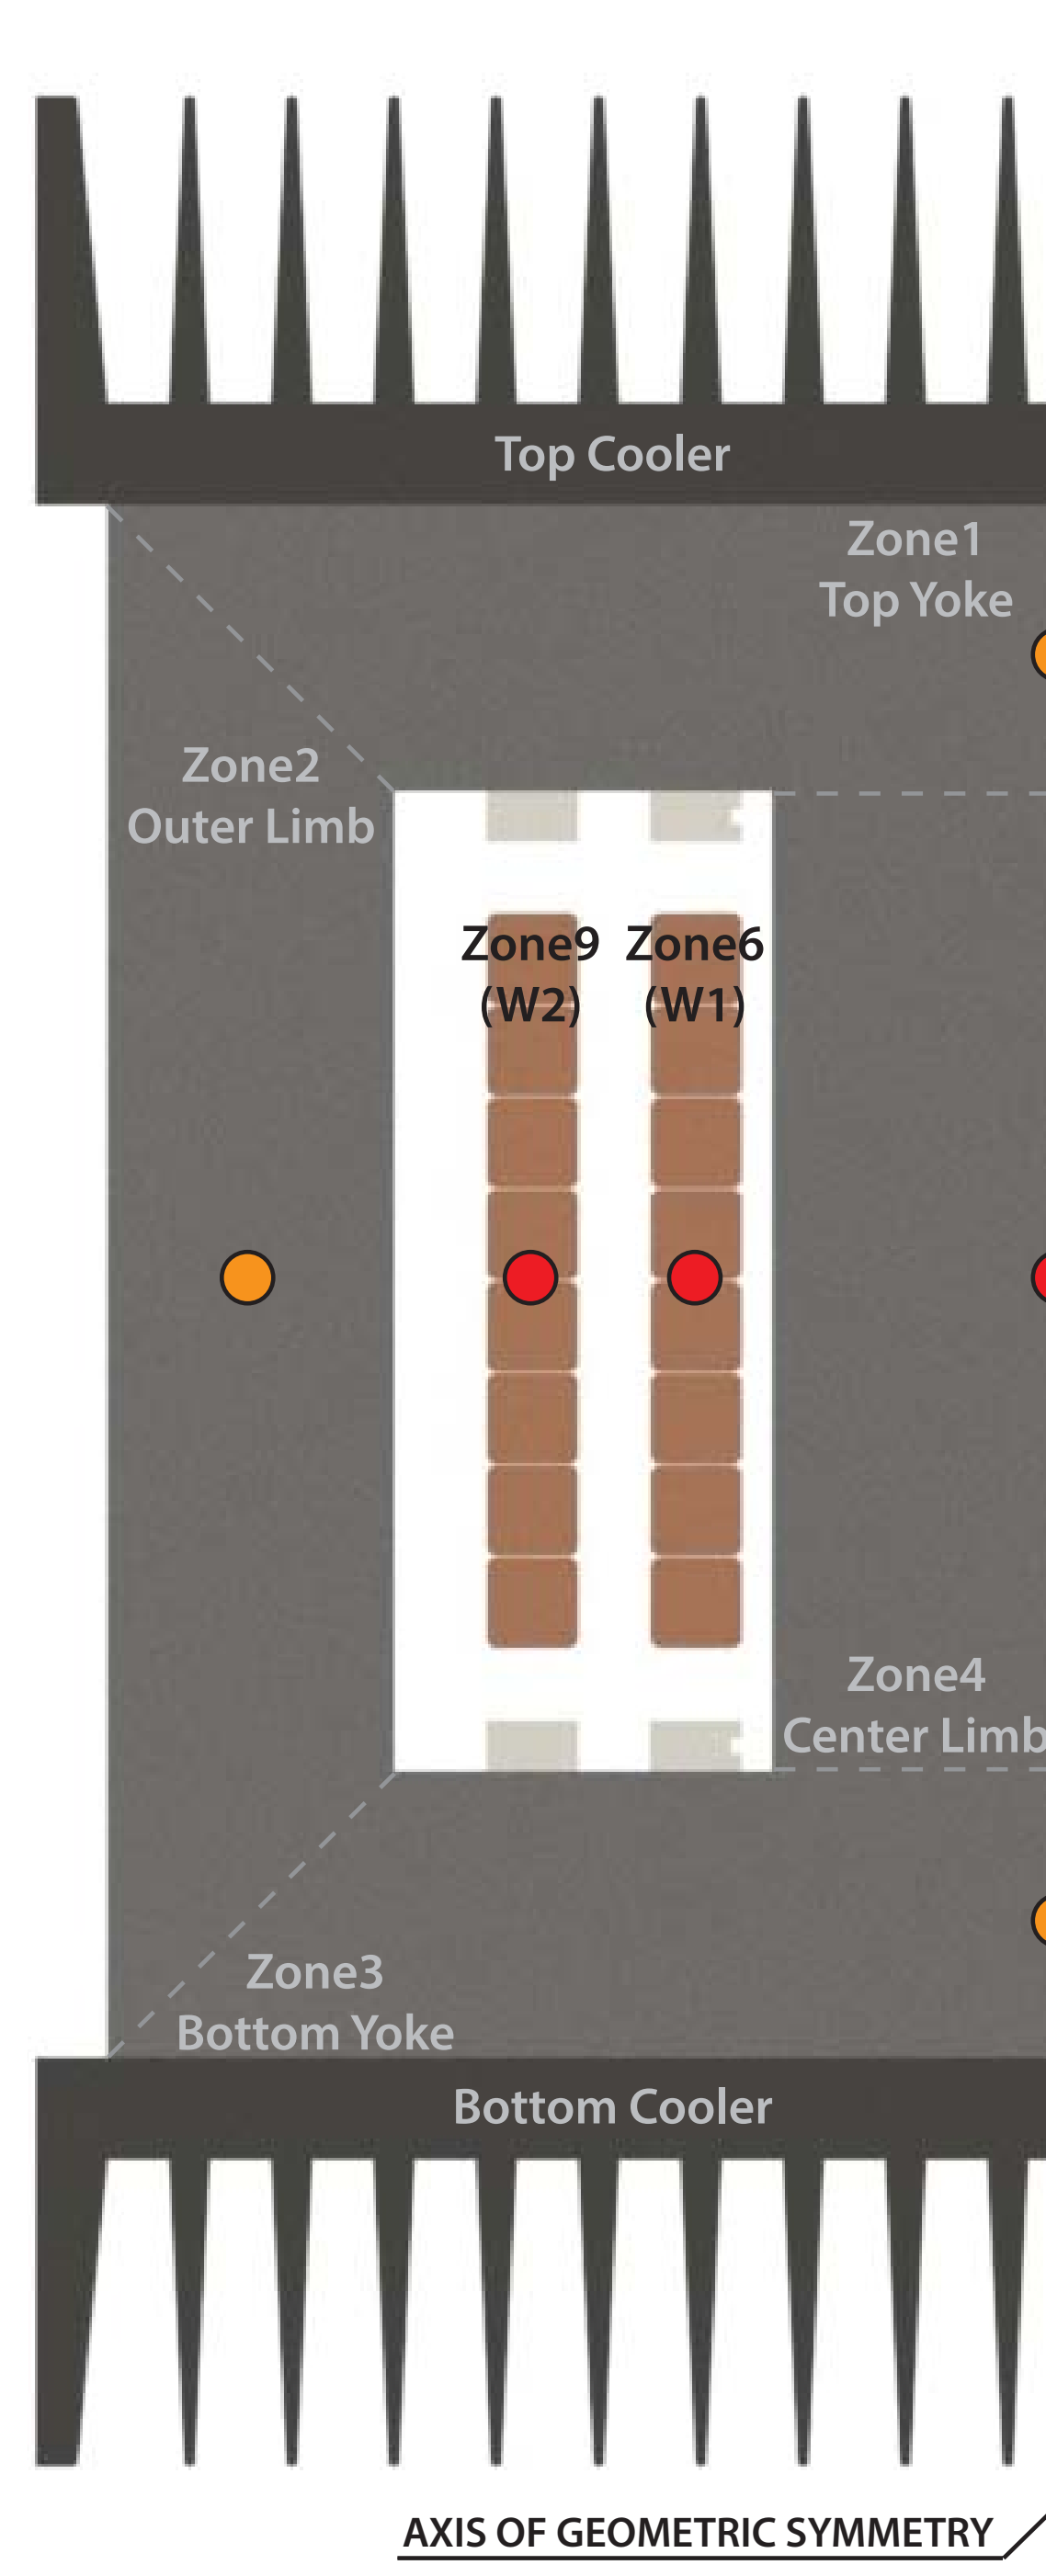 Top Cooler
Zone1
Top Yoke
Zone2
Outer Limb
Zone9 Zone6
(W2) (W1)
Zone4
Center Limb
Zone3
Bottom Yoke
Bottom Cooler
AXIS OF GEOMETRIC SYMMETRY